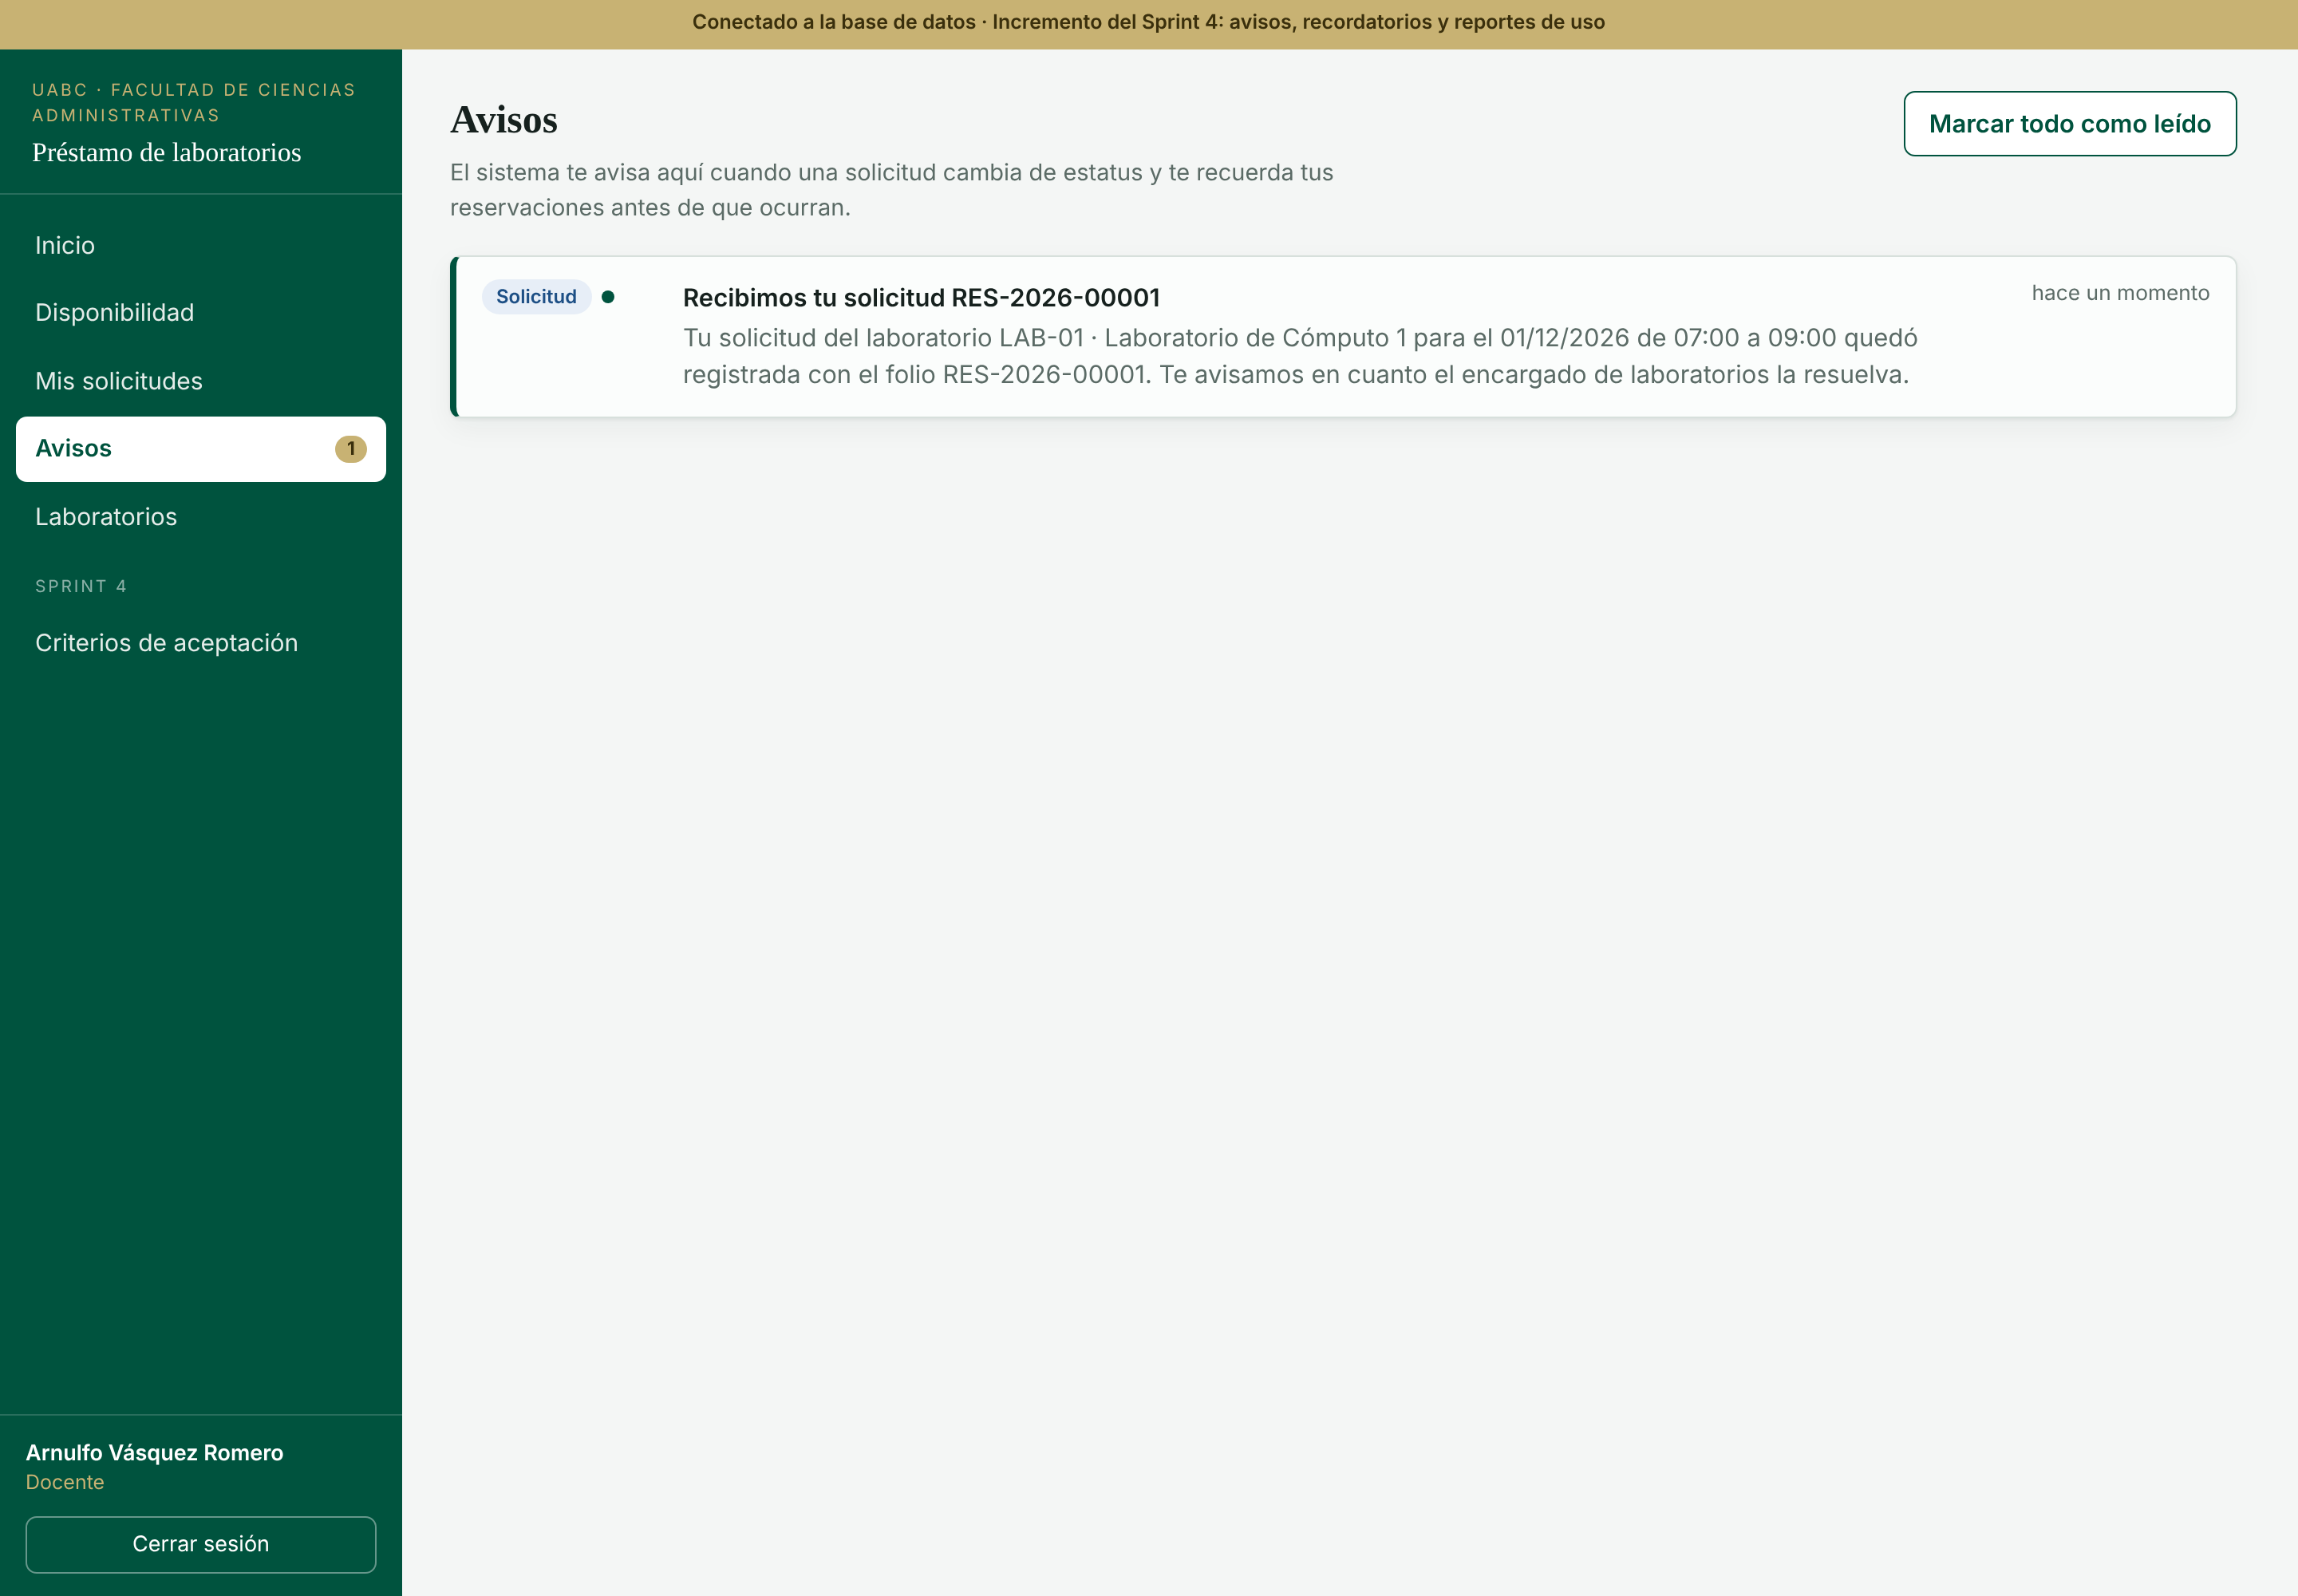 Conectado a la base de datos · Incremento del Sprint 4: avisos, recordatorios y reportes de uso
UABC · FACULTAD DE CIENCIAS
ADMINISTRATIVAS
Préstamo de laboratorios
Inicio
Disponibilidad
Mis solicitudes
Avisos 1
Laboratorios
SPRINT 4
Criterios de aceptación
Arnulfo Vásquez Romero
Docente
Cerrar sesión
Avisos
Marcar todo como leído
El sistema te avisa aquí cuando una solicitud cambia de estatus y te recuerda tus
reservaciones antes de que ocurran.
Solicitud
Recibimos tu solicitud RES-2026-00001
hace un momento
Tu solicitud del laboratorio LAB-01 · Laboratorio de Cómputo 1 para el 01/12/2026 de 07:00 a 09:00 quedó
registrada con el folio RES-2026-00001. Te avisamos en cuanto el encargado de laboratorios la resuelva.